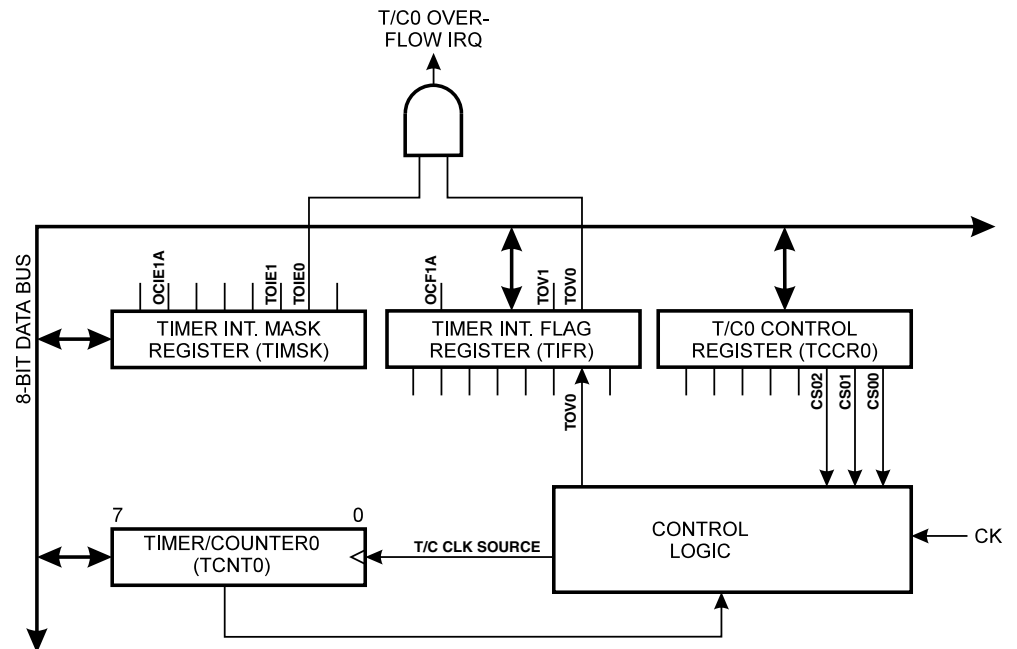 T/C0 OVER-
FLOW IRQ
8-BIT DATA BUS
OCIE1A
TOIE1
TOIE0
OCF1A
TOV1
TOV0
TIMER INT. MASK
REGISTER (TIMSK)
TIMER INT. FLAG
REGISTER (TIFR)
T/C0 CONTROL
REGISTER (TCCR0)
TOV0
CS02
CS01
CS00
7
0
TIMER/COUNTER0
(TCNT0)
T/C CLK SOURCE
CONTROL
LOGIC
CK